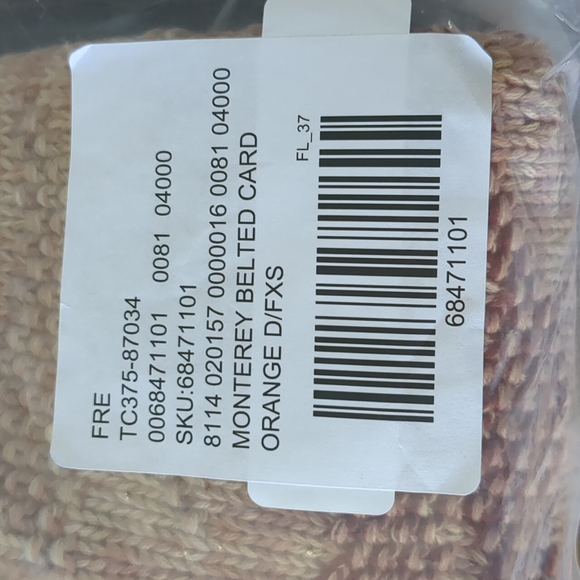 FRE
TC375-87034
0068471101 0081 04000
SKU:68471101
8114 020157 0000016 0081 04000
MONTEREY BELTED CARD
ORANGE D/FXS
FL_37
68471101